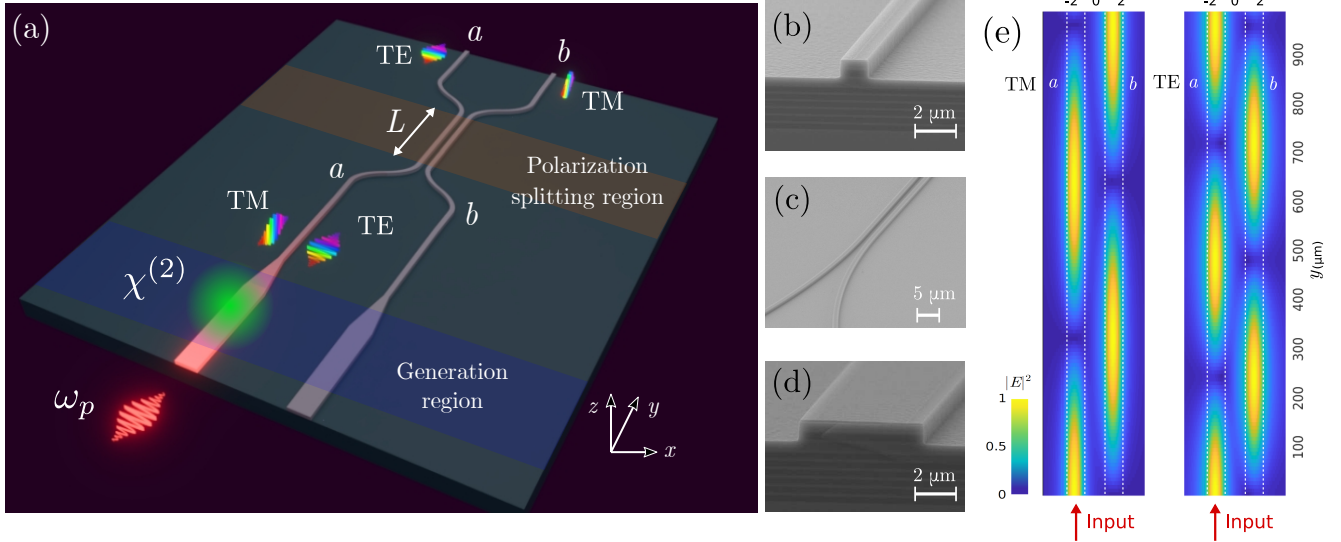 (a)
TE
a
b
TM
L
a
Polarization
splitting region
b
TM
TE
χ(2)
Generation
region
ωp
z
y
x
(b)
2 µm
(c)
5 µm
(d)
2 µm
(e)
-2 0 2
-2 0 2
TM
a
b
TE
a
b
900
800
700
600
500
400
300
200
100
y(µm)
|E|²
1
0.5
0
Input
Input